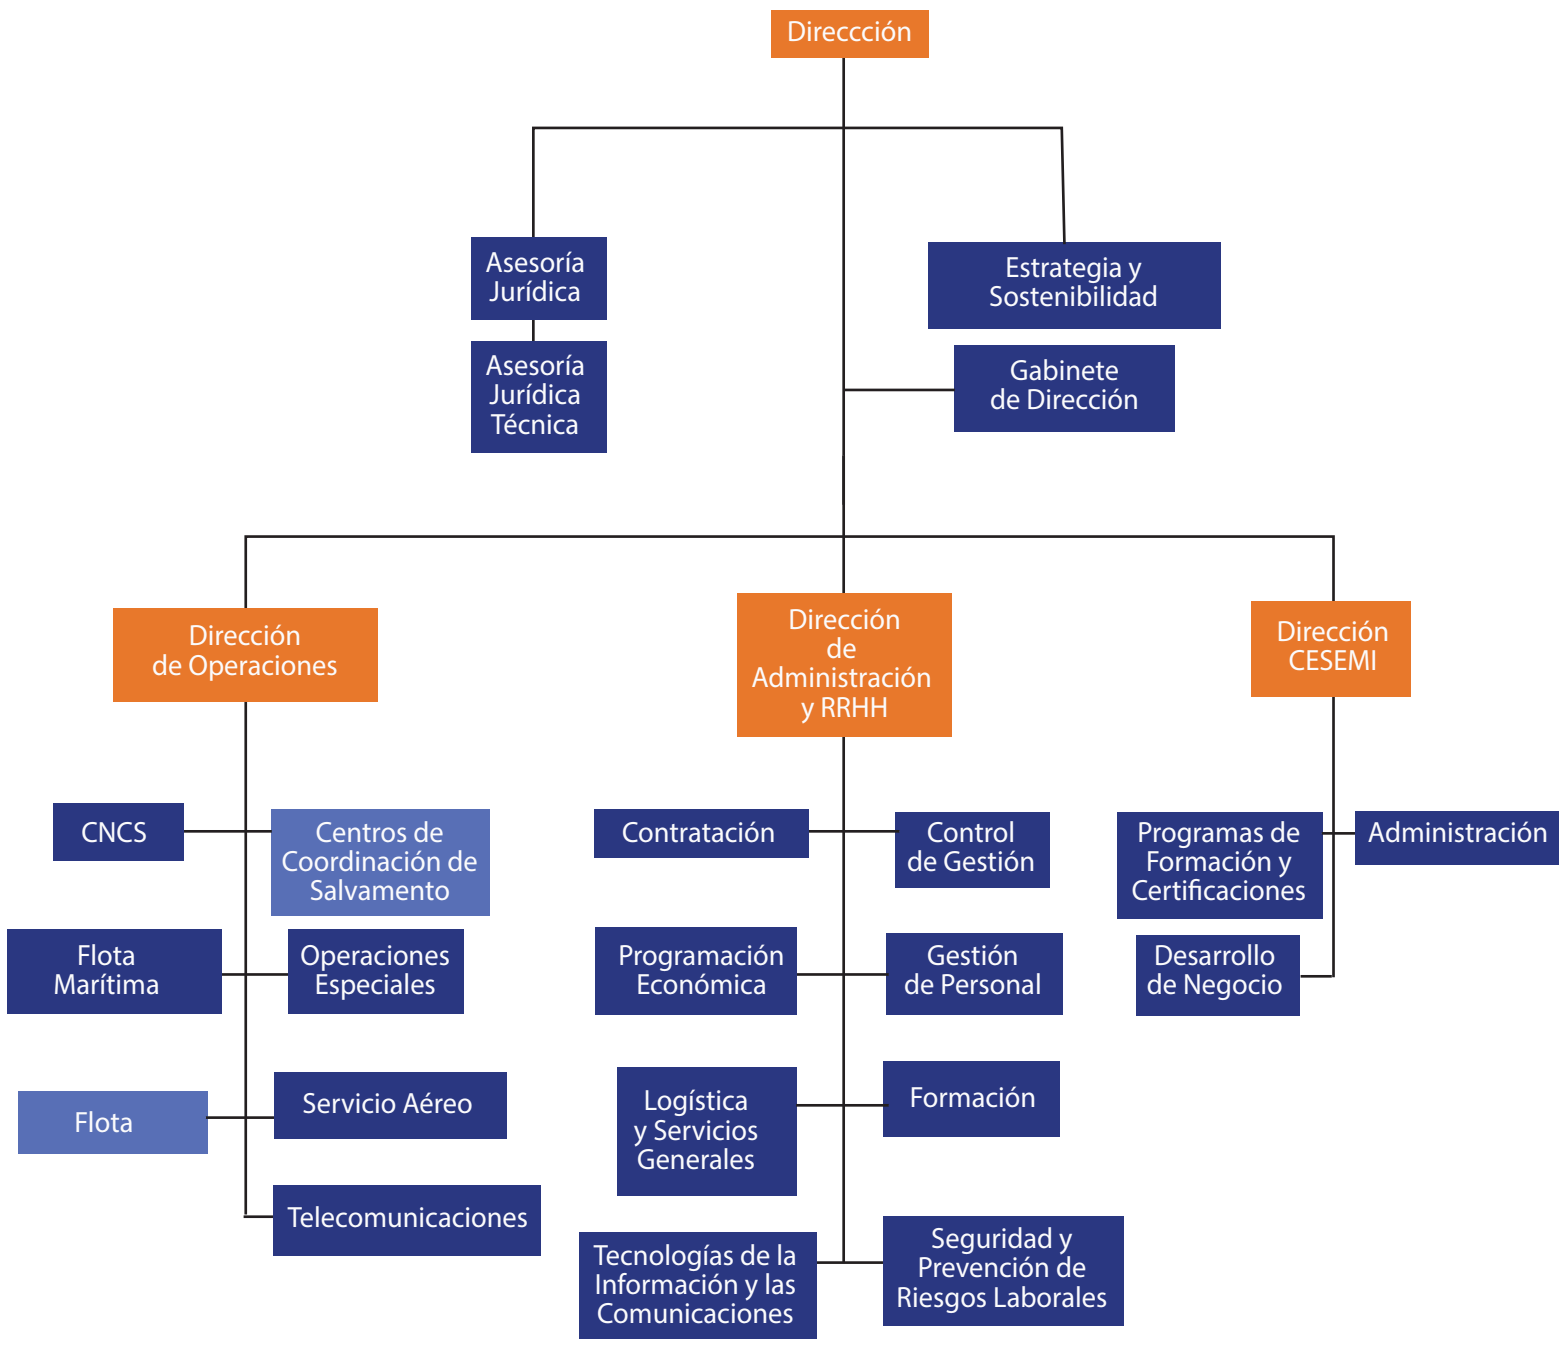 Direccción
Asesoría
Jurídica
Estrategia y
Sostenibilidad
Asesoría
Jurídica
Técnica
Gabinete
de Dirección
Dirección
de Operaciones
Dirección
de
Administración
y RRHH
Dirección
CESEMI
CNCS
Centros de
Coordinación de
Salvamento
Flota
Marítima
Operaciones
Especiales
Flota
Servicio Aéreo
Telecomunicaciones
Contratación
Control
de Gestión
Programación
Económica
Gestión
de Personal
Logística
y Servicios
Generales
Formación
Tecnologías de la
Información y las
Comunicaciones
Seguridad y
Prevención de
Riesgos Laborales
Programas de
Formación y
Certificaciones
Administración
Desarrollo
de Negocio